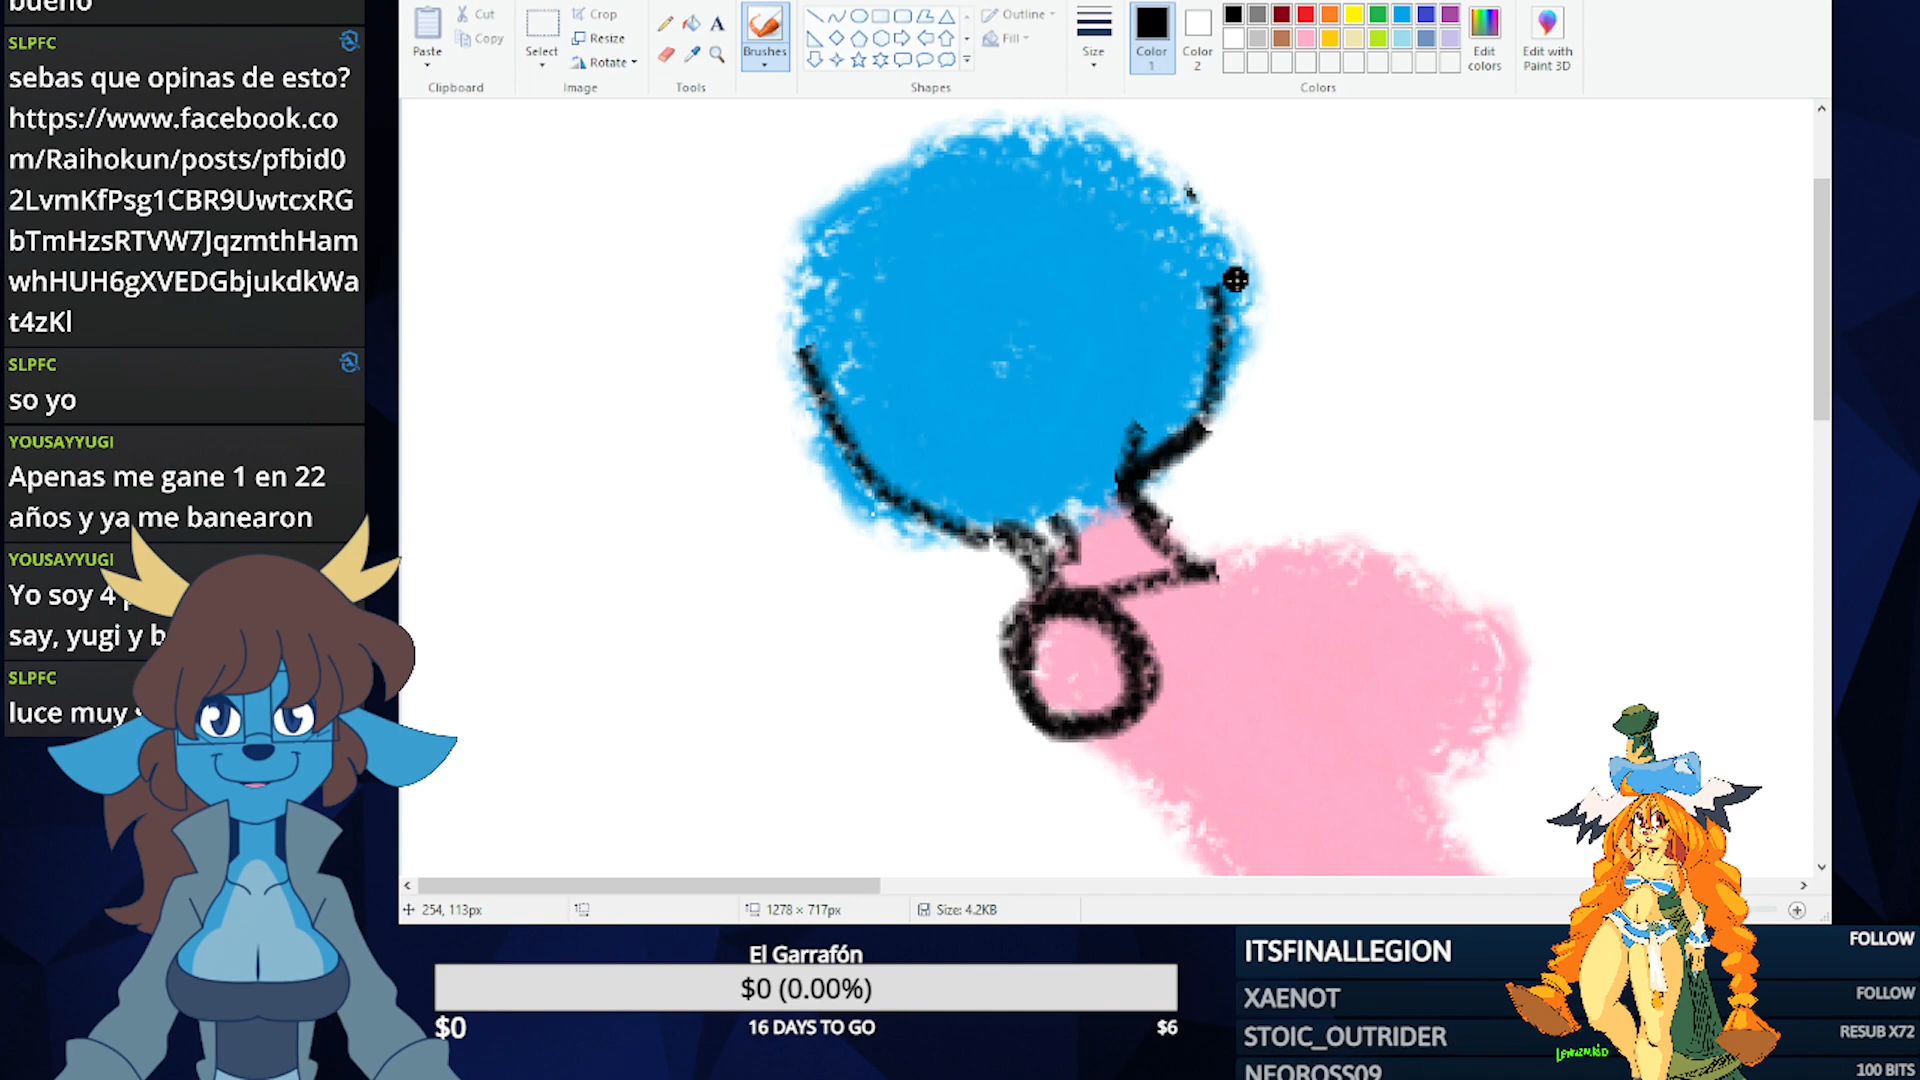 bueno
SLPFC
sebas que opinas de esto?
https://www.facebook.co
m/Raihokun/posts/pfbid0
2LvmKfPsg1CBR9UwtcxRG
bTmHzsRTVW7JqzmthHam
whHUH6gXVEDGbjukdkWa
t4zKl
SLPFC
so yo
YOUSAYYUGI
Apenas me gane 1 en 22
años y ya me banearon
YOUSAYYUGI
Yo soy 4
say, yugi y b
SLPFC
luce muy
Paste
Cut
Copy
Clipboard
Select
Crop
Resize
Rotate
Image
A
Tools
Brushes
Outline
Fill
Shapes
Size
Color
1
Color
2
Edit
colors
Edit with
Paint 3D
Colors
254, 113px
1278 × 717px
Size: 4.2KB
El Garrafón
$0 (0.00%)
$0
16 DAYS TO GO
$6
ITSFINALLEGION
FOLLOW
XAENOT
FOLLOW
STOIC_OUTRIDER
RESUB X72
NEOROSS09
100 BITS